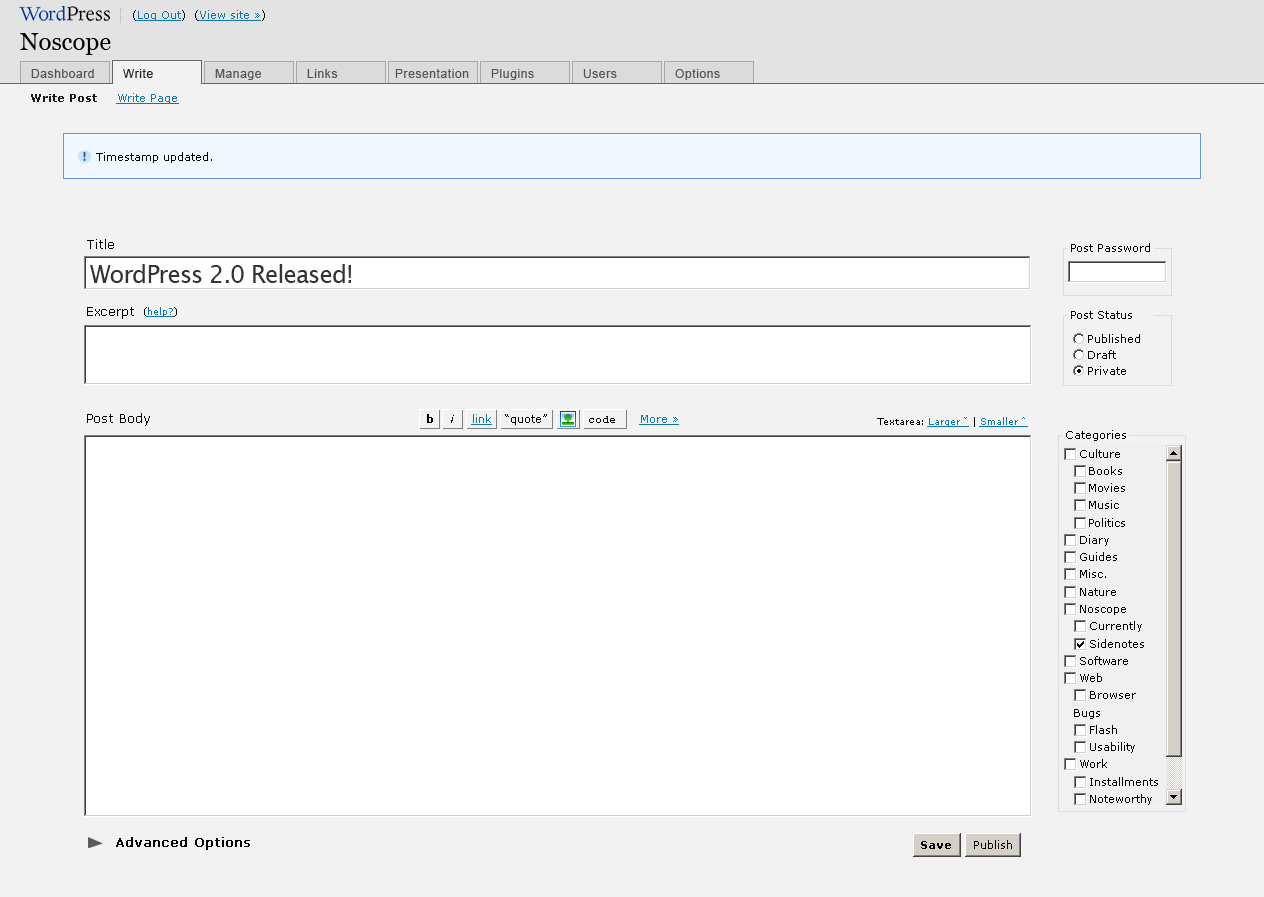 WordPress (Log Out) (View site »)
Noscope
Dashboard Write Manage Links Presentation Plugins Users Options
Write Post Write Page
! Timestamp updated.
Title
WordPress 2.0 Released!
Excerpt (help?)
Post Body b i link “quote” code More » Textarea: Larger ˇ | Smaller ^
Post Password
Post Status
Published
Draft
Private
Categories
Culture
Books
Movies
Music
Politics
Diary
Guides
Misc.
Nature
Noscope
Currently
Sidenotes
Software
Web
Browser
Bugs
Flash
Usability
Work
Installments
Noteworthy
Advanced Options Save Publish